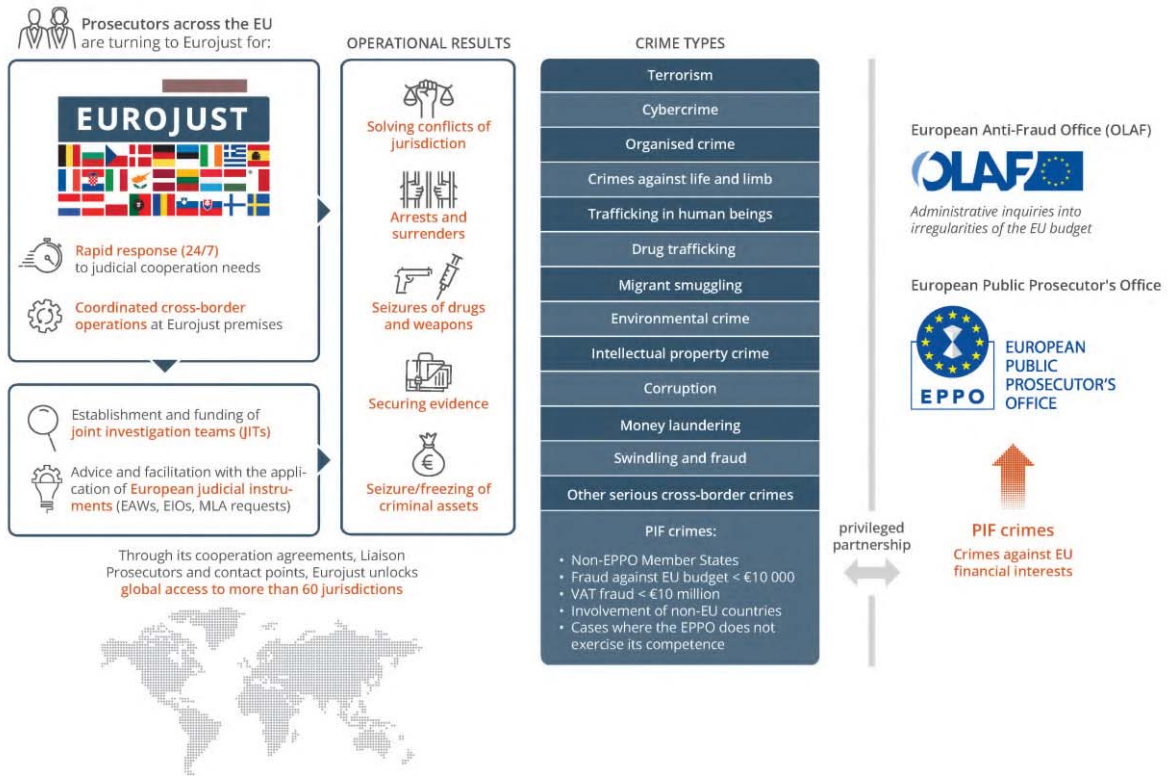 Prosecutors across the EU
are turning to Eurojust for:
EUROJUST
Rapid response (24/7)
to judicial cooperation needs
Coordinated cross-border
operations at Eurojust premises
Establishment and funding of
joint investigation teams (JITs)
Advice and facilitation with the appli-
cation of European judicial instru-
ments (EAWs, EIOs, MLA requests)
Through its cooperation agreements, Liaison
Prosecutors and contact points, Eurojust unlocks
global access to more than 60 jurisdictions
OPERATIONAL RESULTS
Solving conflicts of
jurisdiction
Arrests and
surrenders
Seizures of drugs
and weapons
Securing evidence
€
Seizure/freezing of
criminal assets
CRIME TYPES
Terrorism
Cybercrime
Organised crime
Crimes against life and limb
Trafficking in human beings
Drug trafficking
Migrant smuggling
Environmental crime
Intellectual property crime
Corruption
Money laundering
Swindling and fraud
Other serious cross-border crimes
PIF crimes:
• Non-EPPO Member States
• Fraud against EU budget < €10 000
• VAT fraud < €10 million
• Involvement of non-EU countries
• Cases where the EPPO does not
exercise its competence
privileged
partnership
European Anti-Fraud Office (OLAF)
OLAF
Administrative inquiries into
irregularities of the EU budget
European Public Prosecutor's Office
EPPO
EUROPEAN
PUBLIC
PROSECUTOR'S
OFFICE
PIF crimes
Crimes against EU
financial interests